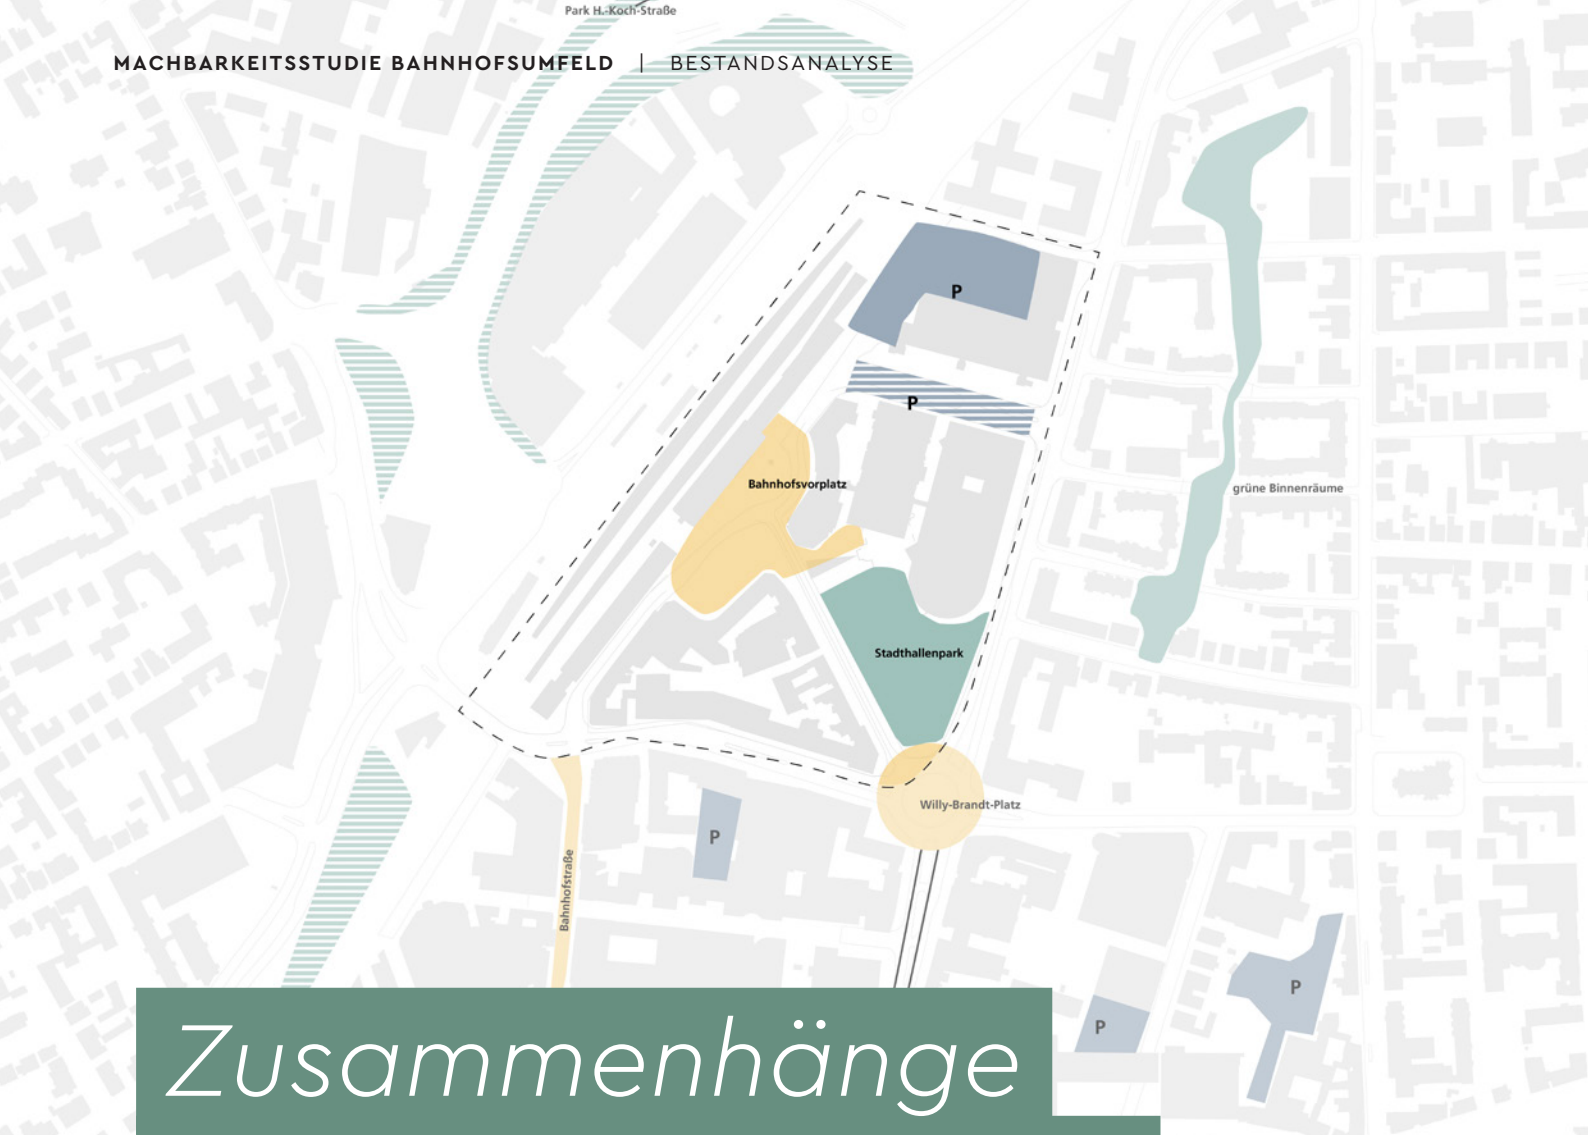 Park H.-Koch-Straße
MACHBARKEITSSTUDIE BAHNHOFSUMFELD | BESTANDSANALYSE
P
P
Bahnhofsvorplatz
grüne Binnenräume
Stadthallenpark
Willy-Brandt-Platz
P
Bahnhofstraße
P
P
Zusammenhänge